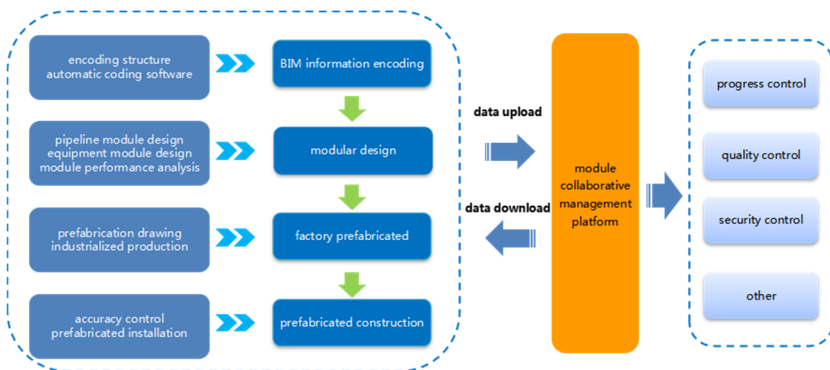 encoding structure
automatic coding software
BIM information encoding
pipeline module design
equipment module design
module performance analysis
modular design
prefabrication drawing
industrialized production
factory prefabricated
accuracy control
prefabricated installation
prefabricated construction
data upload
data download
module
collaborative
management
platform
progress control
quality control
security control
other